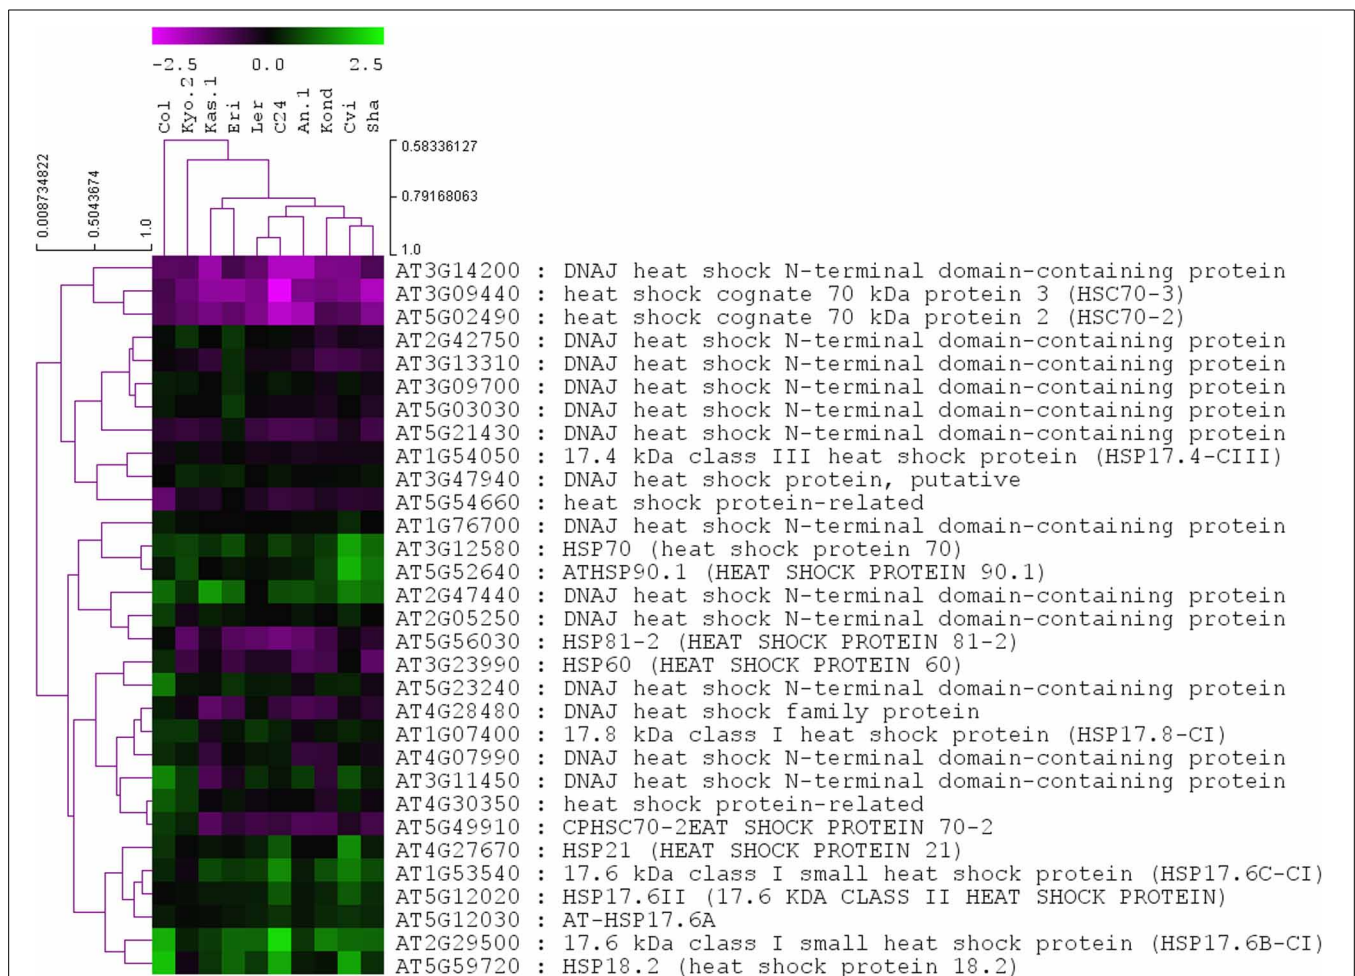 -2.5 0.0 2.5
Col Kyo.2 Kas.1 Eri Ler C24 An.1 Kond Cvi Sha
0.58336127
0.79168063
1.0
0.008734822 0.5043674 1.0
AT3G14200 : DNAJ heat shock N-terminal domain-containing protein
AT3G09440 : heat shock cognate 70 kDa protein 3 (HSC70-3)
AT5G02490 : heat shock cognate 70 kDa protein 2 (HSC70-2)
AT2G42750 : DNAJ heat shock N-terminal domain-containing protein
AT3G13310 : DNAJ heat shock N-terminal domain-containing protein
AT3G09700 : DNAJ heat shock N-terminal domain-containing protein
AT5G03030 : DNAJ heat shock N-terminal domain-containing protein
AT5G21430 : DNAJ heat shock N-terminal domain-containing protein
AT1G54050 : 17.4 kDa class III heat shock protein (HSP17.4-CIII)
AT3G47940 : DNAJ heat shock protein, putative
AT5G54660 : heat shock protein-related
AT1G76700 : DNAJ heat shock N-terminal domain-containing protein
AT3G12580 : HSP70 (heat shock protein 70)
AT5G52640 : ATHSP90.1 (HEAT SHOCK PROTEIN 90.1)
AT2G47440 : DNAJ heat shock N-terminal domain-containing protein
AT2G05250 : DNAJ heat shock N-terminal domain-containing protein
AT5G56030 : HSP81-2 (HEAT SHOCK PROTEIN 81-2)
AT3G23990 : HSP60 (HEAT SHOCK PROTEIN 60)
AT5G23240 : DNAJ heat shock N-terminal domain-containing protein
AT4G28480 : DNAJ heat shock family protein
AT1G07400 : 17.8 kDa class I heat shock protein (HSP17.8-CI)
AT4G07990 : DNAJ heat shock N-terminal domain-containing protein
AT3G11450 : DNAJ heat shock N-terminal domain-containing protein
AT4G30350 : heat shock protein-related
AT5G49910 : CPHSC70-2EAT SHOCK PROTEIN 70-2
AT4G27670 : HSP21 (HEAT SHOCK PROTEIN 21)
AT1G53540 : 17.6 kDa class I small heat shock protein (HSP17.6C-CI)
AT5G12020 : HSP17.6II (17.6 KDA CLASS II HEAT SHOCK PROTEIN)
AT5G12030 : AT-HSP17.6A
AT2G29500 : 17.6 kDa class I small heat shock protein (HSP17.6B-CI)
AT5G59720 : HSP18.2 (heat shock protein 18.2)